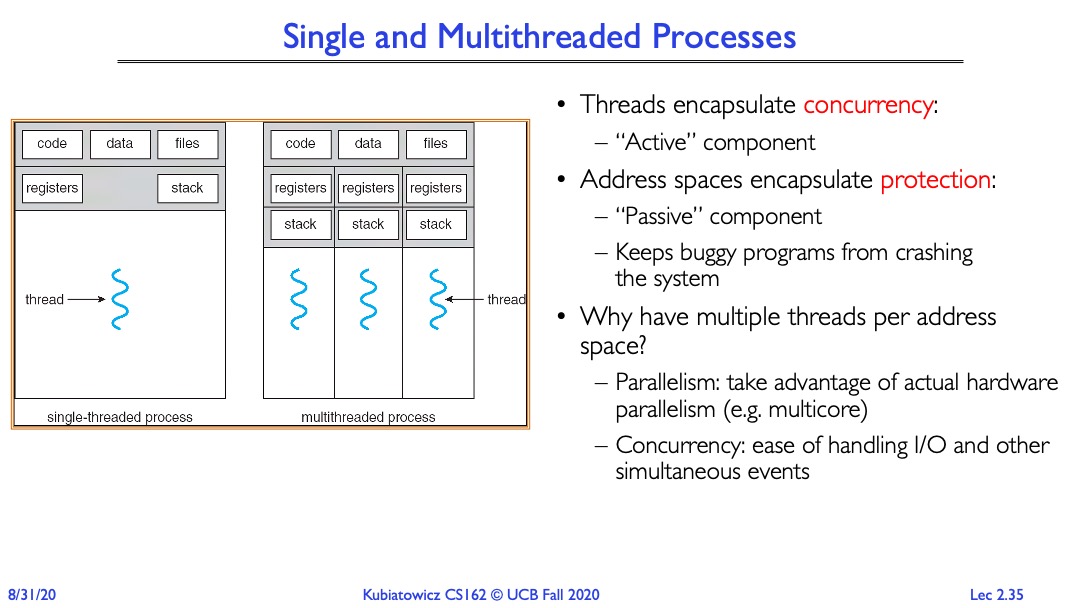 Single and Multithreaded Processes
code data files
registers stack
thread
single-threaded process
code data files
registers registers registers
stack stack stack
thread
multithreaded process
• Threads encapsulate concurrency:
– “Active” component
• Address spaces encapsulate protection:
– “Passive” component
– Keeps buggy programs from crashing
the system
• Why have multiple threads per address
space?
– Parallelism: take advantage of actual hardware
parallelism (e.g. multicore)
– Concurrency: ease of handling I/O and other
simultaneous events
8/31/20
Kubiatowicz CS162 © UCB Fall 2020
Lec 2.35